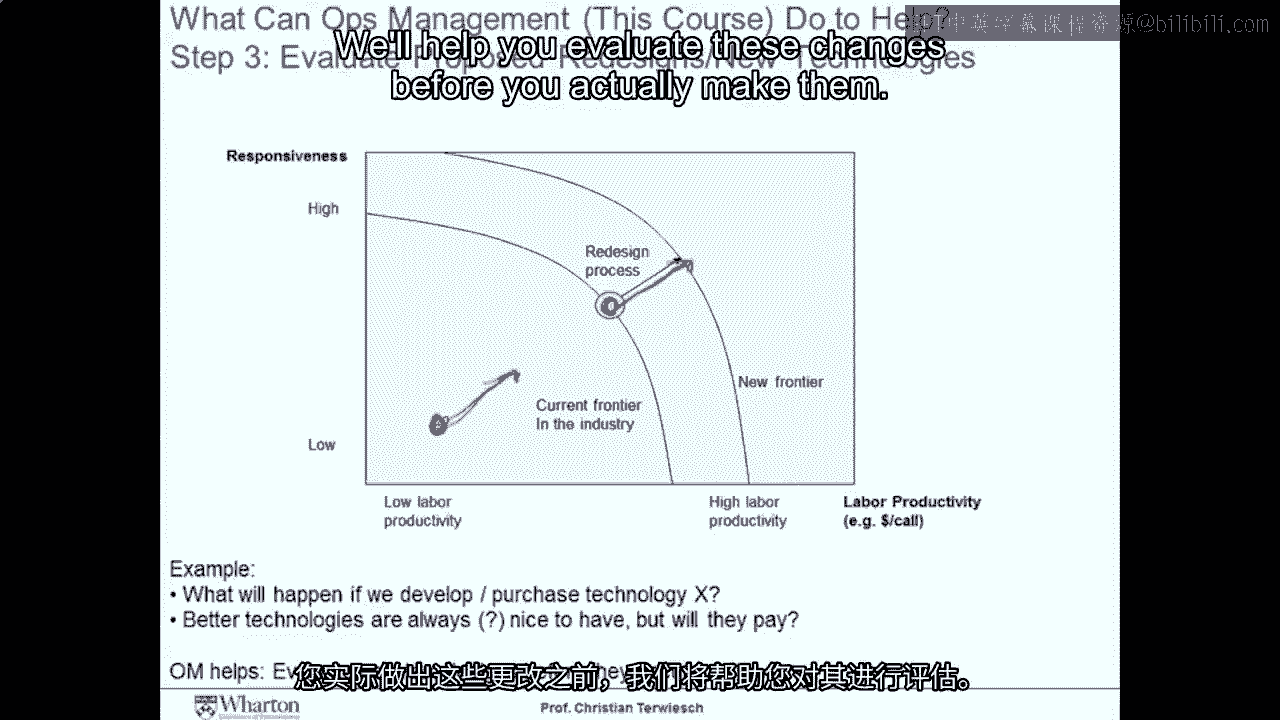 What Can Ops Management (This Course) Do to Help?
中英字幕课程资源@bilibili.com
Step 3: Evaluate Proposed Redesigns/New Technologies
We'll help you evaluate these changes
before you actually make them.
Responsiveness
High
Redesign
process
New frontier
Current frontier
In the industry
Low
Low labor
productivity
High labor
productivity
Labor Productivity
(e.g. $/call)
Example:
• What will happen if we develop / purchase technology X?
• Better technologies are always (?) nice to have, but will they pay?
OM helps:
您实际做出这些更改之前，我们将帮助您对其进行评估。
Wharton
Prof. Christian Terwiesch